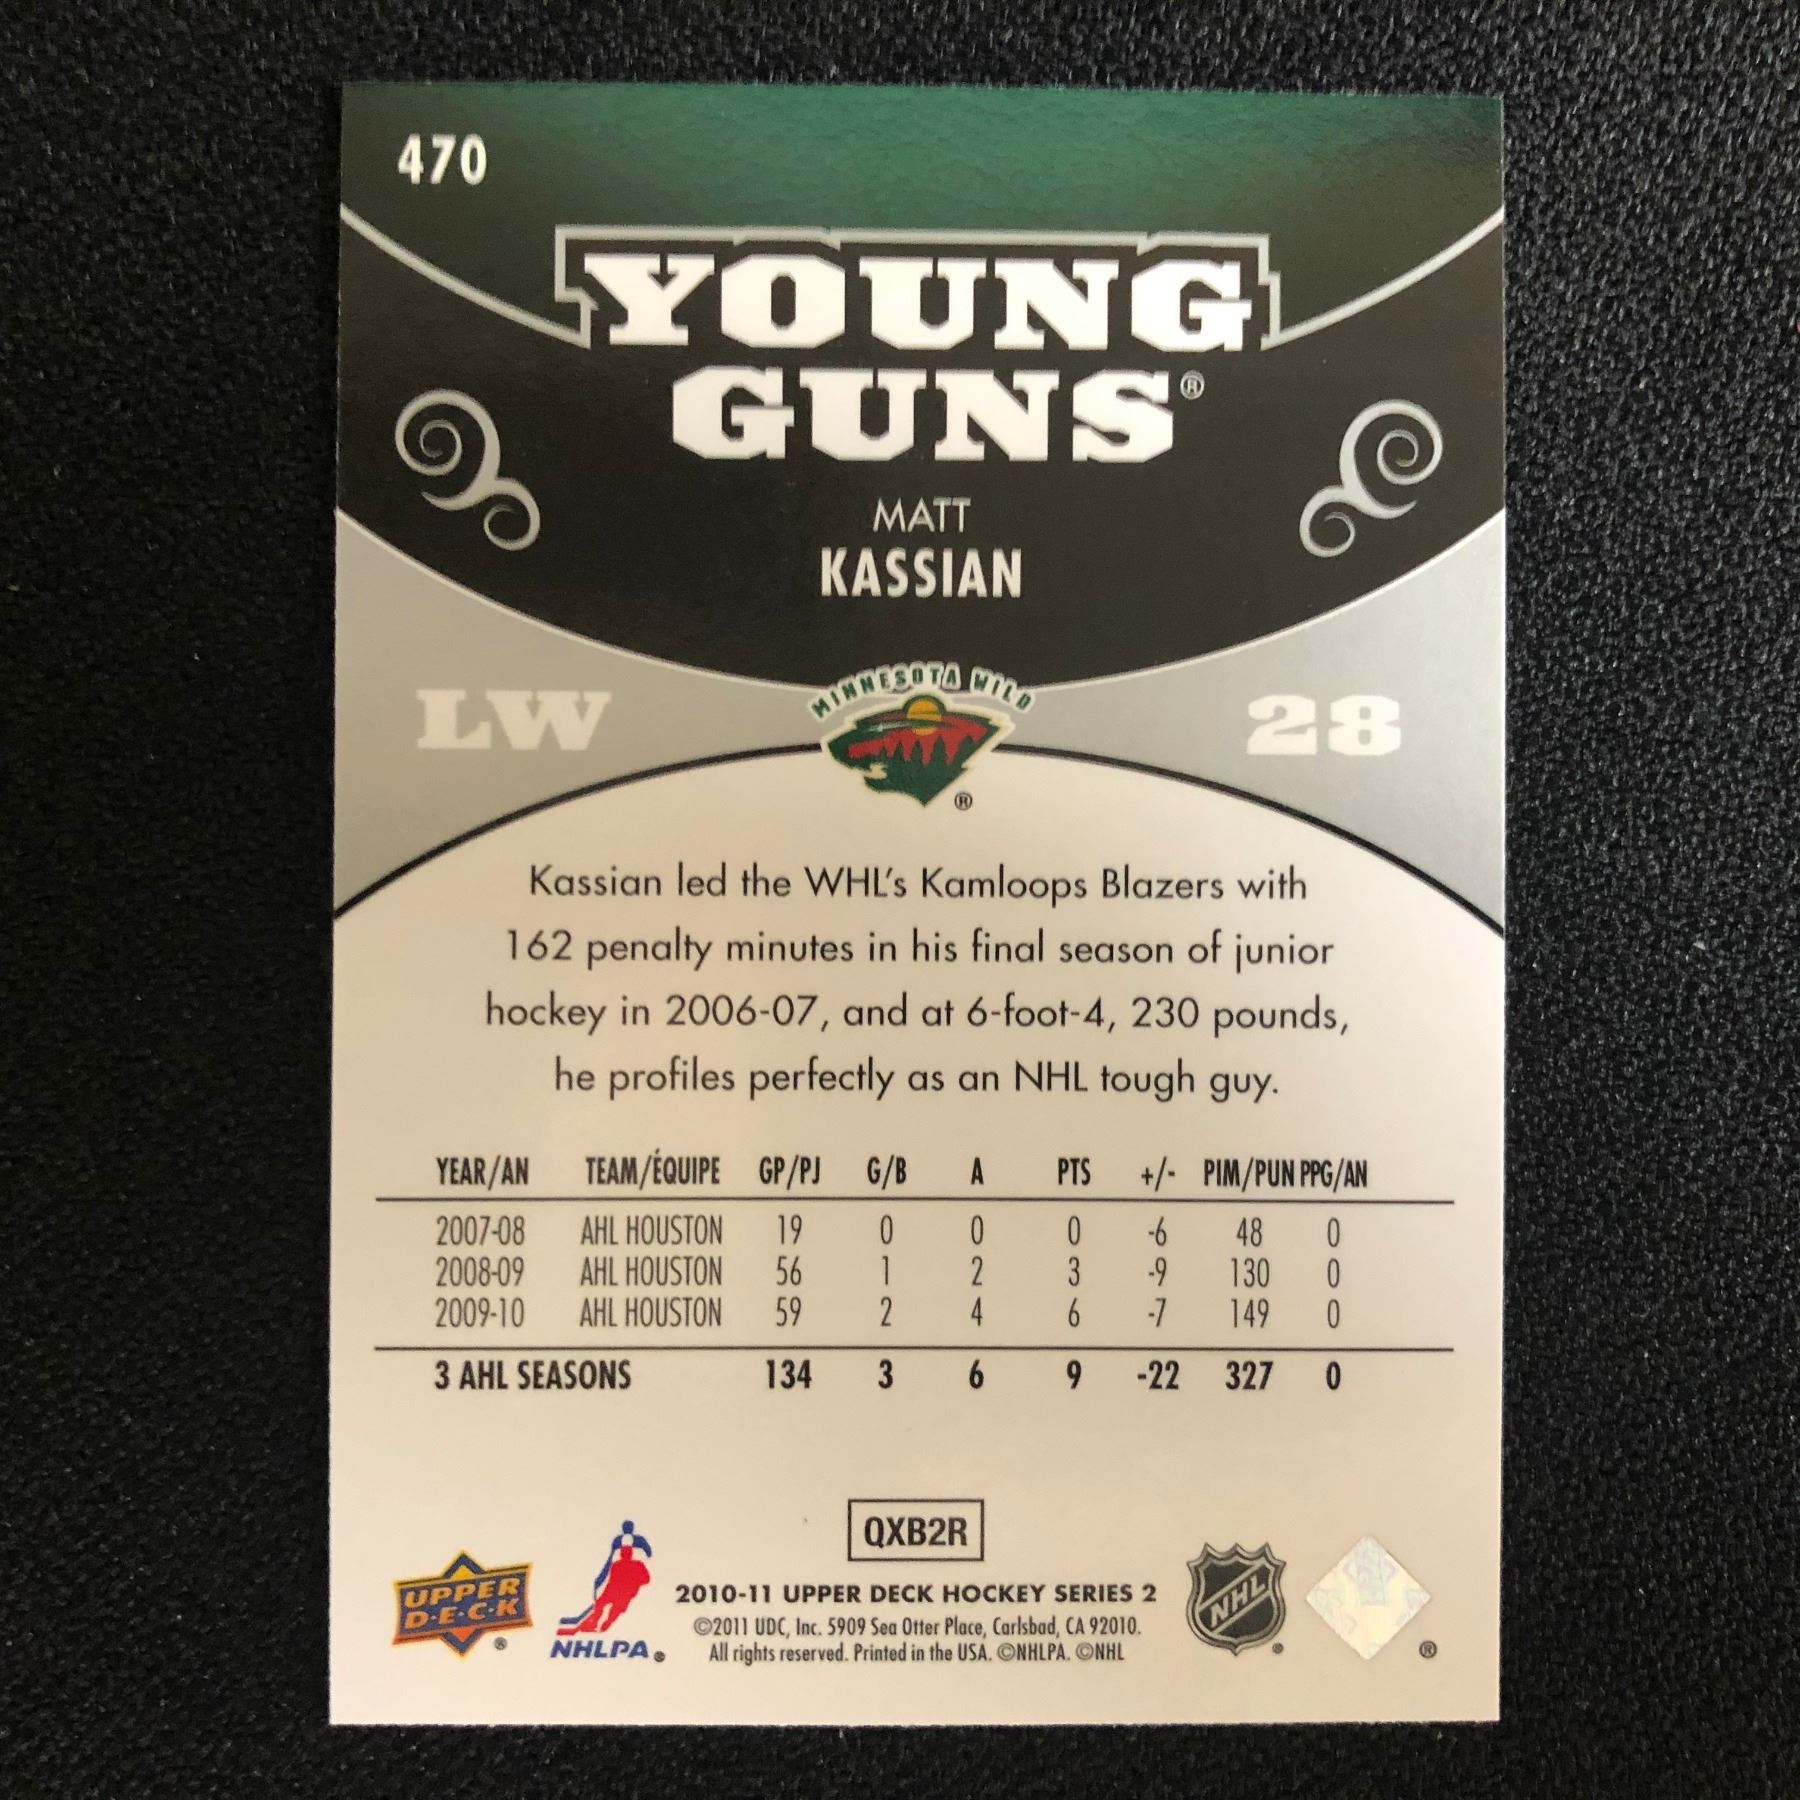 470
YOUNG
GUNS®
MATT
KASSIAN
LW
MINNESOTA WILD
28
®
Kassian led the WHL's Kamloops Blazers with
162 penalty minutes in his final season of junior
hockey in 2006-07, and at 6-foot-4, 230 pounds,
he profiles perfectly as an NHL tough guy.
YEAR/AN TEAM/ÉQUIPE GP/PJ G/B A PTS +/- PIM/PUN PPG/AN
2007-08 AHL HOUSTON 19 0 0 0 -6 48 0
2008-09 AHL HOUSTON 56 1 2 3 -9 130 0
2009-10 AHL HOUSTON 59 2 4 6 -7 149 0
3 AHL SEASONS 134 3 6 9 -22 327 0
QXB2R
UPPER
D·E·C·K
®
NHLPA®
2010-11 UPPER DECK HOCKEY SERIES 2
©2011 UDC, Inc. 5909 Sea Otter Place, Carlsbad, CA 92010.
All rights reserved. Printed in the USA. ©NHLPA. ©NHL
NHL
®
®